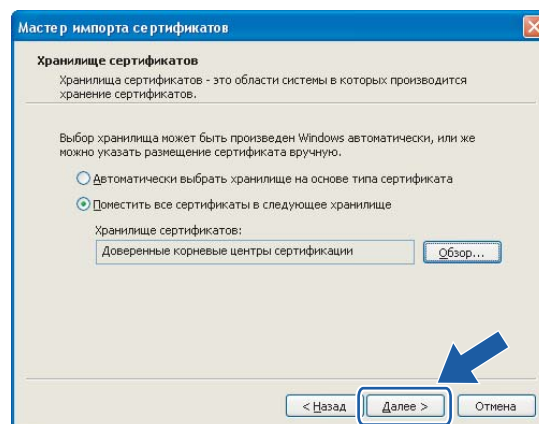 Мастер импорта сертификатов
Хранилище сертификатов
Хранилища сертификатов - это области системы в которых производится
хранение сертификатов.
Выбор хранилища может быть произведен Windows автоматически, или же
можно указать размещение сертификата вручную.
Автоматически выбрать хранилище на основе типа сертификата
Поместить все сертификаты в следующее хранилище
Хранилище сертификатов:
Доверенные корневые центры сертификации
Обзор...
< Назад
Далее >
Отмена